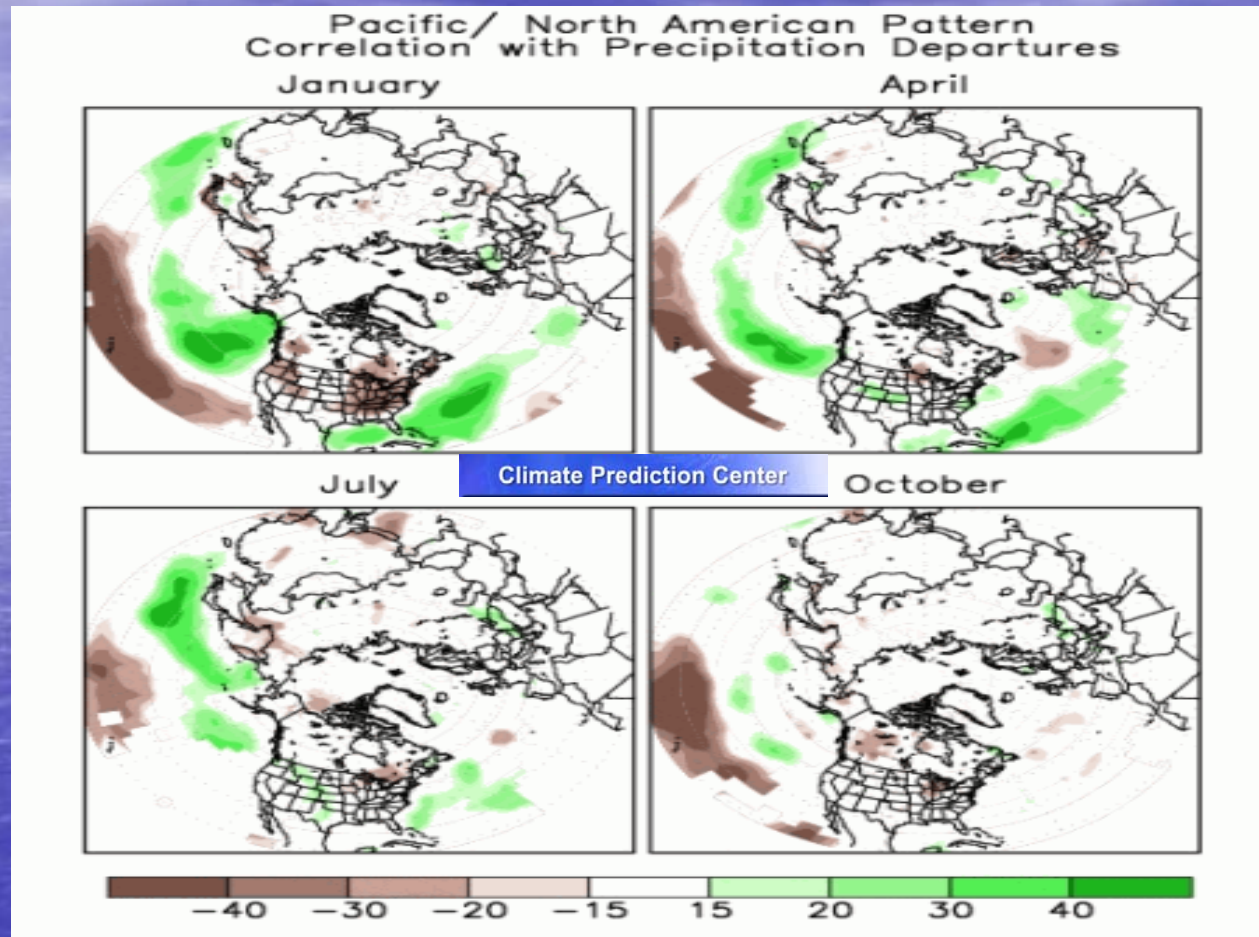 Pacific/ North American Pattern
Correlation with Precipitation Departures
January
April
Climate Prediction Center
July
October
−40 −30 −20 −15 15 20 30 40